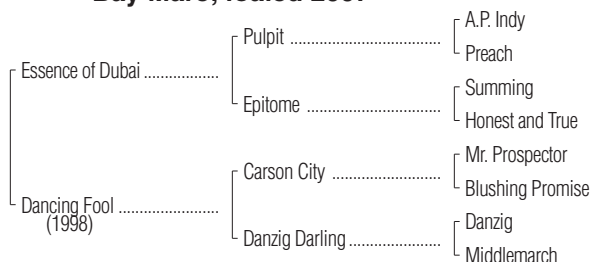 Bay Mare; foaled 2007
A.P. Indy
Pulpit
Preach
Essence of Dubai
Summing
Epitome
Honest and True
Mr. Prospector
Carson City
Blushing Promise
Dancing Fool
(1998)
Danzig
Danzig Darling
Middlemarch